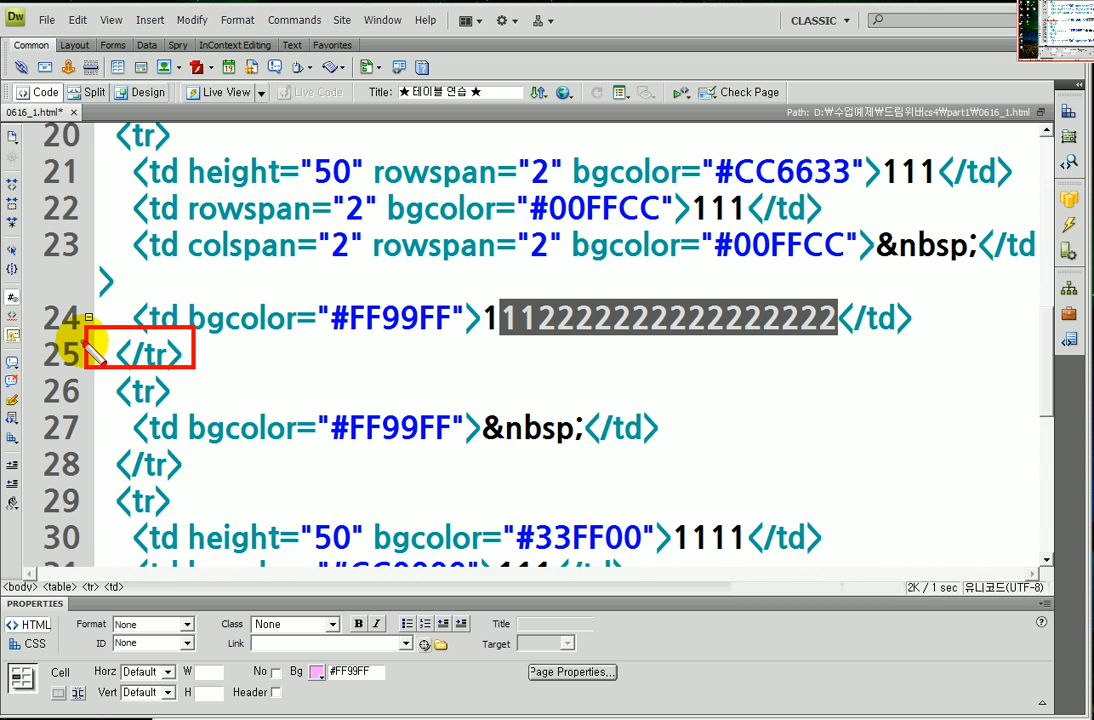 Dw File Edit View Insert Modify Format Commands Site Window Help CLASSIC
Common Layout Forms Data Spry InContext Editing Text Favorites
Code Split Design Live View Live Code Title: ★ 테이블 연습 ★ Check Page
0616_1.html* Path: D:₩수업예제₩드림위버cs4₩part1₩0616_1.html
20 <tr>
21 <td height="50" rowspan="2" bgcolor="#CC6633">111</td>
22 <td rowspan="2" bgcolor="#00FFCC">111</td>
23 <td colspan="2" rowspan="2" bgcolor="#00FFCC">&nbsp;</td
>
24 <td bgcolor="#FF99FF">1112222222222222222</td>
25 </tr>
26 <tr>
27 <td bgcolor="#FF99FF">&nbsp;</td>
28 </tr>
29 <tr>
30 <td height="50" bgcolor="#33FF00">1111</td>
<body> <table> <tr> <td> 2K / 1 sec 유니코드(UTF-8)
PROPERTIES
HTML Format None Class None B I Title
CSS ID None Link Target
Cell Horz Default W No Bg #FF99FF Page Properties...
Vert Default H Header